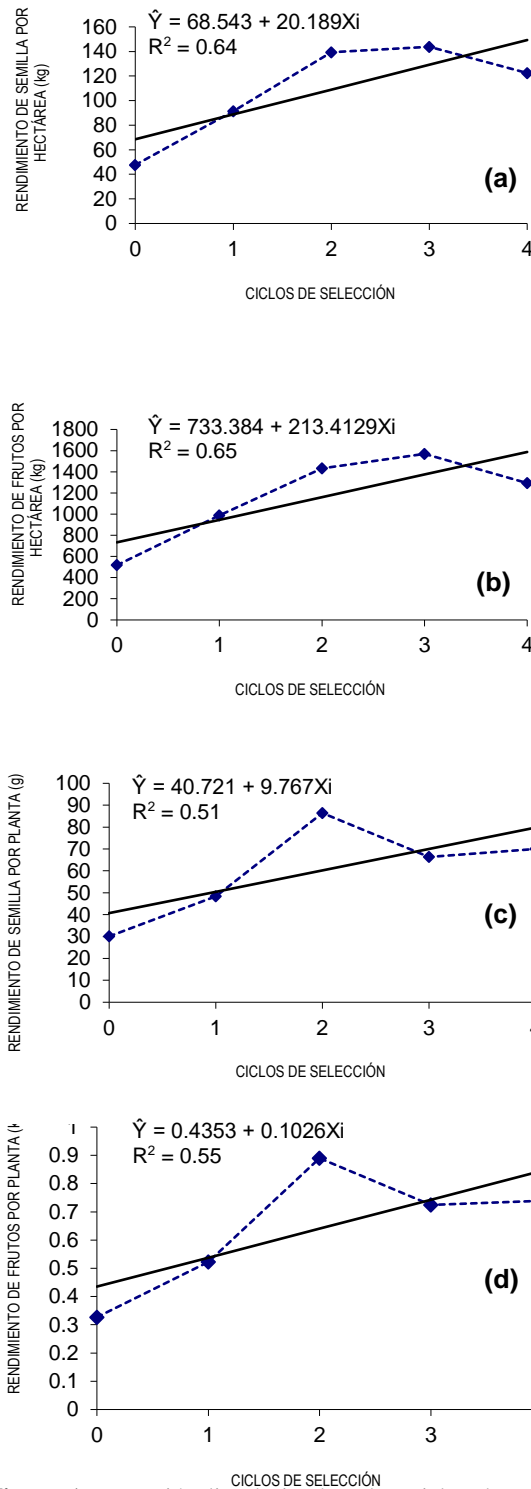 Ŷ = 68.543 + 20.189Xi
R² = 0.64
RENDIMIENTO DE SEMILLA POR
HECTÁREA (kg)
160
140
120
100
80
60
40
20
0
(a)
0 1 2 3 4
CICLOS DE SELECCIÓN
Ŷ = 733.384 + 213.4129Xi
R² = 0.65
RENDIMIENTO DE FRUTOS POR
HECTÁREA (kg)
1800
1600
1400
1200
1000
800
600
400
200
0
(b)
0 1 2 3 4
CICLOS DE SELECCIÓN
Ŷ = 40.721 + 9.767Xi
R² = 0.51
RENDIMIENTO DE SEMILLA POR PLANTA (g)
100
90
80
70
60
50
40
30
20
10
0
(c)
0 1 2 3
CICLOS DE SELECCIÓN
Ŷ = 0.4353 + 0.1026Xi
R² = 0.55
RENDIMIENTO DE FRUTOS POR PLANTA
1
0.9
0.8
0.7
0.6
0.5
0.4
0.3
0.2
0.1
0
(d)
0 1 2 3
CICLOS DE SELECCIÓN